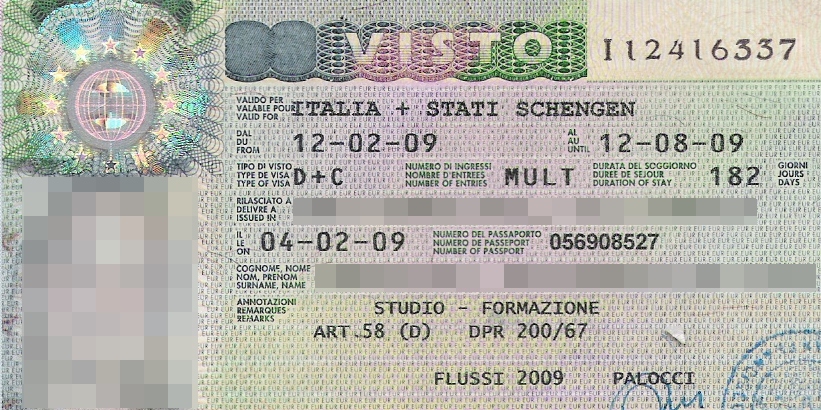 VISTO I12416337
VALIDO PER
VALABLE POUR
VALID FOR
ITALIA + STATI SCHENGEN
DAL
DU
FROM
12-02-09
AL
AU
UNTIL
12-08-09
TIPO DI VISTO
TYPE DE VISA
TYPE OF VISA
D+C
NUMERO DI INGRESSI
NOMBRE D'ENTREES
NUMBER OF ENTRIES
MULT
DURATA DEL SOGGIORNO
DUREE DE SEJOUR
DURATION OF STAY
182
GIORNI
JOURS
DAYS
RILASCIATO A
DELIVRE A
ISSUED IN
IL
LE
ON
04-02-09
NUMERO DEL PASSAPORTO
NUMERO DE PASSEPORT
NUMBER OF PASSPORT
056908527
COGNOME, NOME
NOM, PRENOM
SURNAME, NAME
ANNOTAZIONI
REMARQUES
REMARKS
STUDIO - FORMAZIONE
ART.58 (D) DPR 200/67
FLUSSI 2009 PALOCCI